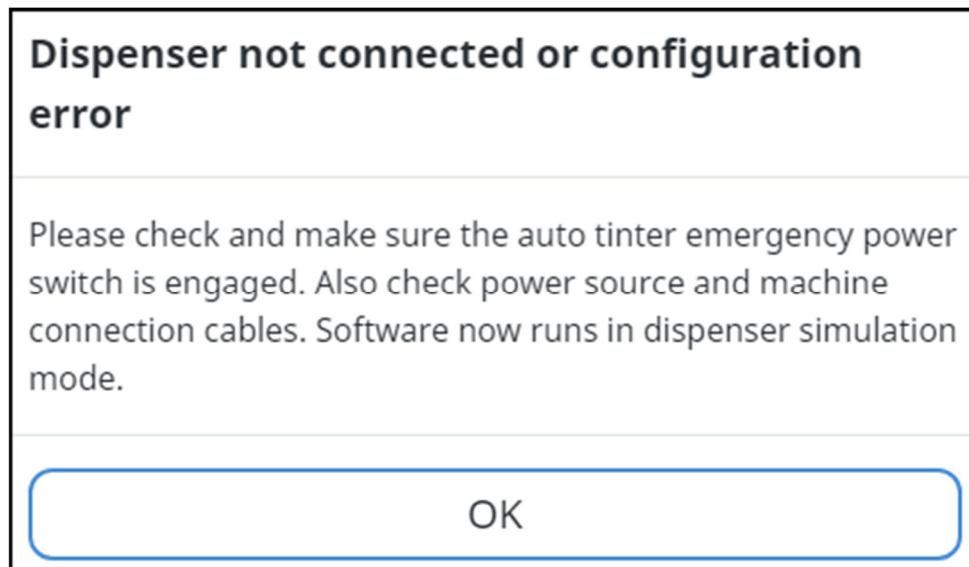 Dispenser not connected or configuration
error
Please check and make sure the auto tinter emergency power
switch is engaged. Also check power source and machine
connection cables. Software now runs in dispenser simulation
mode.
OK